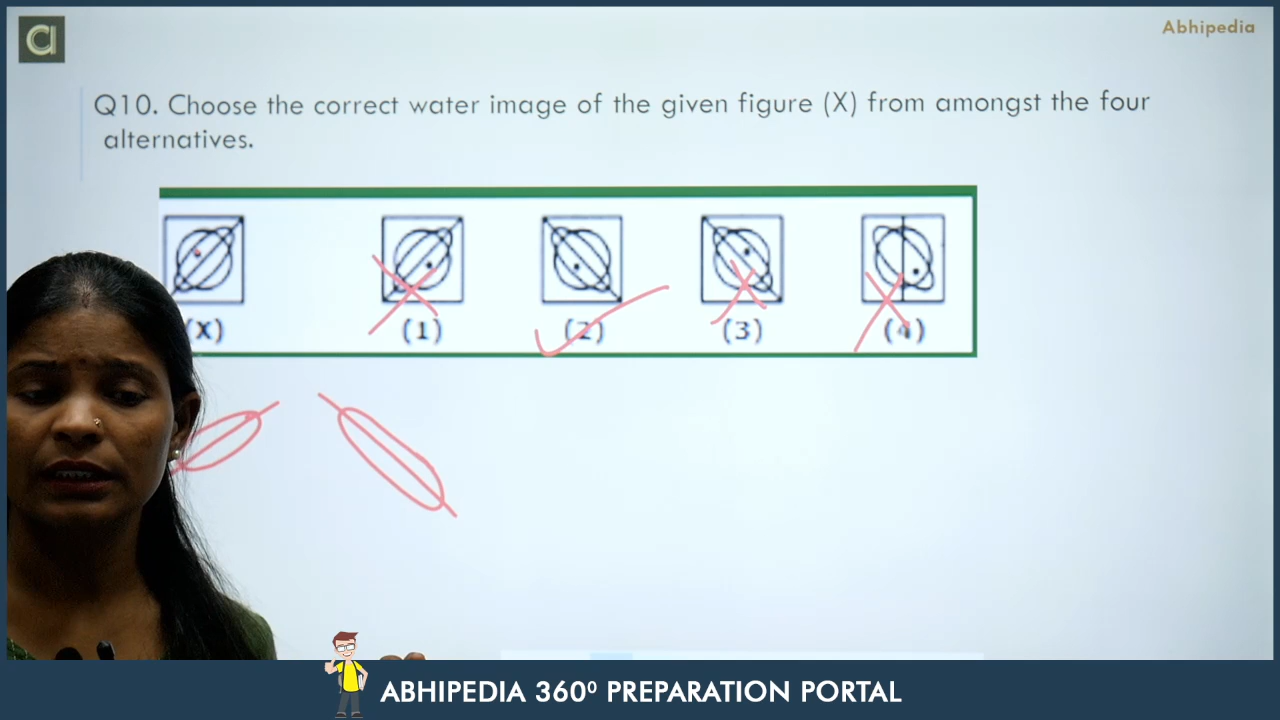 Abhipedia
Q10. Choose the correct water image of the given figure (X) from amongst the four
alternatives.
(X) (1) (2) (3) (4)
ABHIPEDIA 360⁰ PREPARATION PORTAL